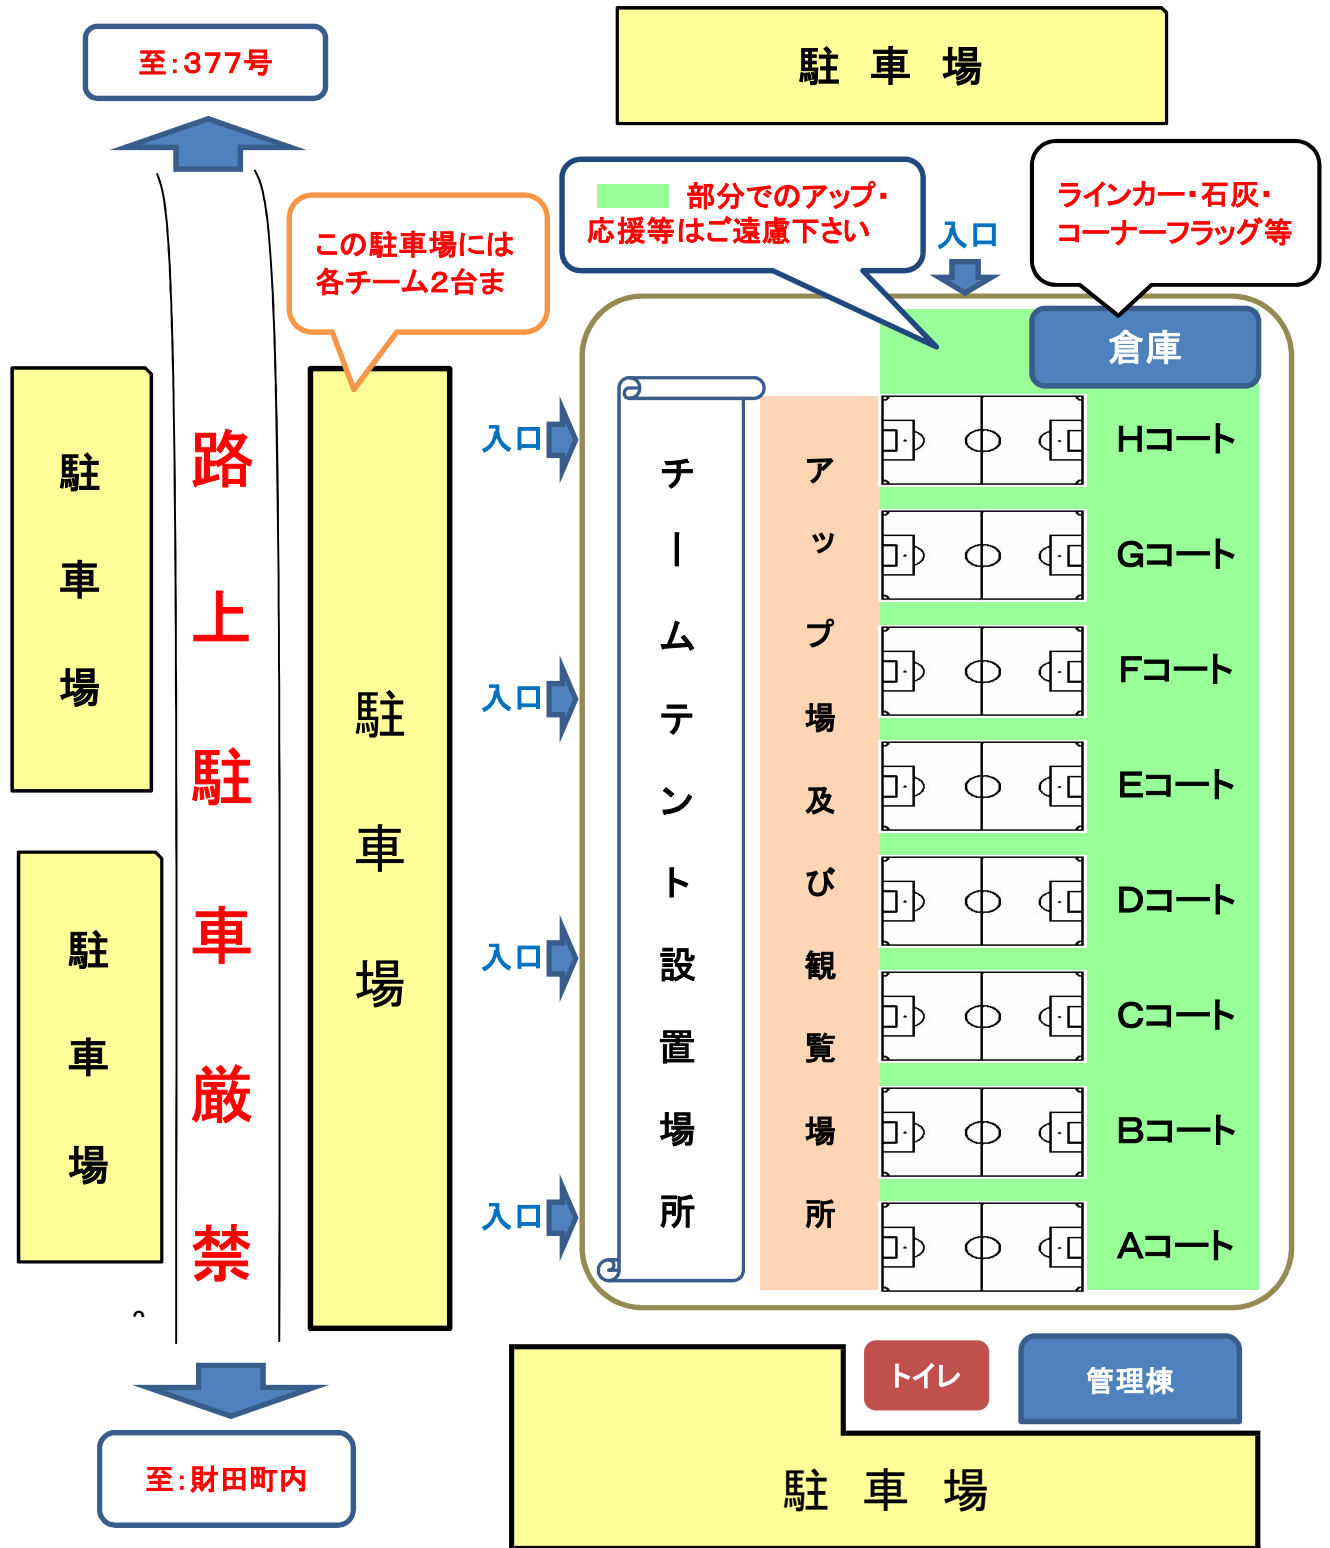 至:377号
駐 車 場
この駐車場には
各チーム2台ま
部分でのアップ・
応援等はご遠慮下さい
入口
ラインカー・石灰・
コーナーフラッグ等
倉庫
駐車場
駐車場
路上駐車厳禁
駐車場
入口
入口
入口
入口
チームテント設置場所
アップ場及び観覧場所
Hコート
Gコート
Fコート
Eコート
Dコート
Cコート
Bコート
Aコート
トイレ
管理棟
駐 車 場
至:財田町内